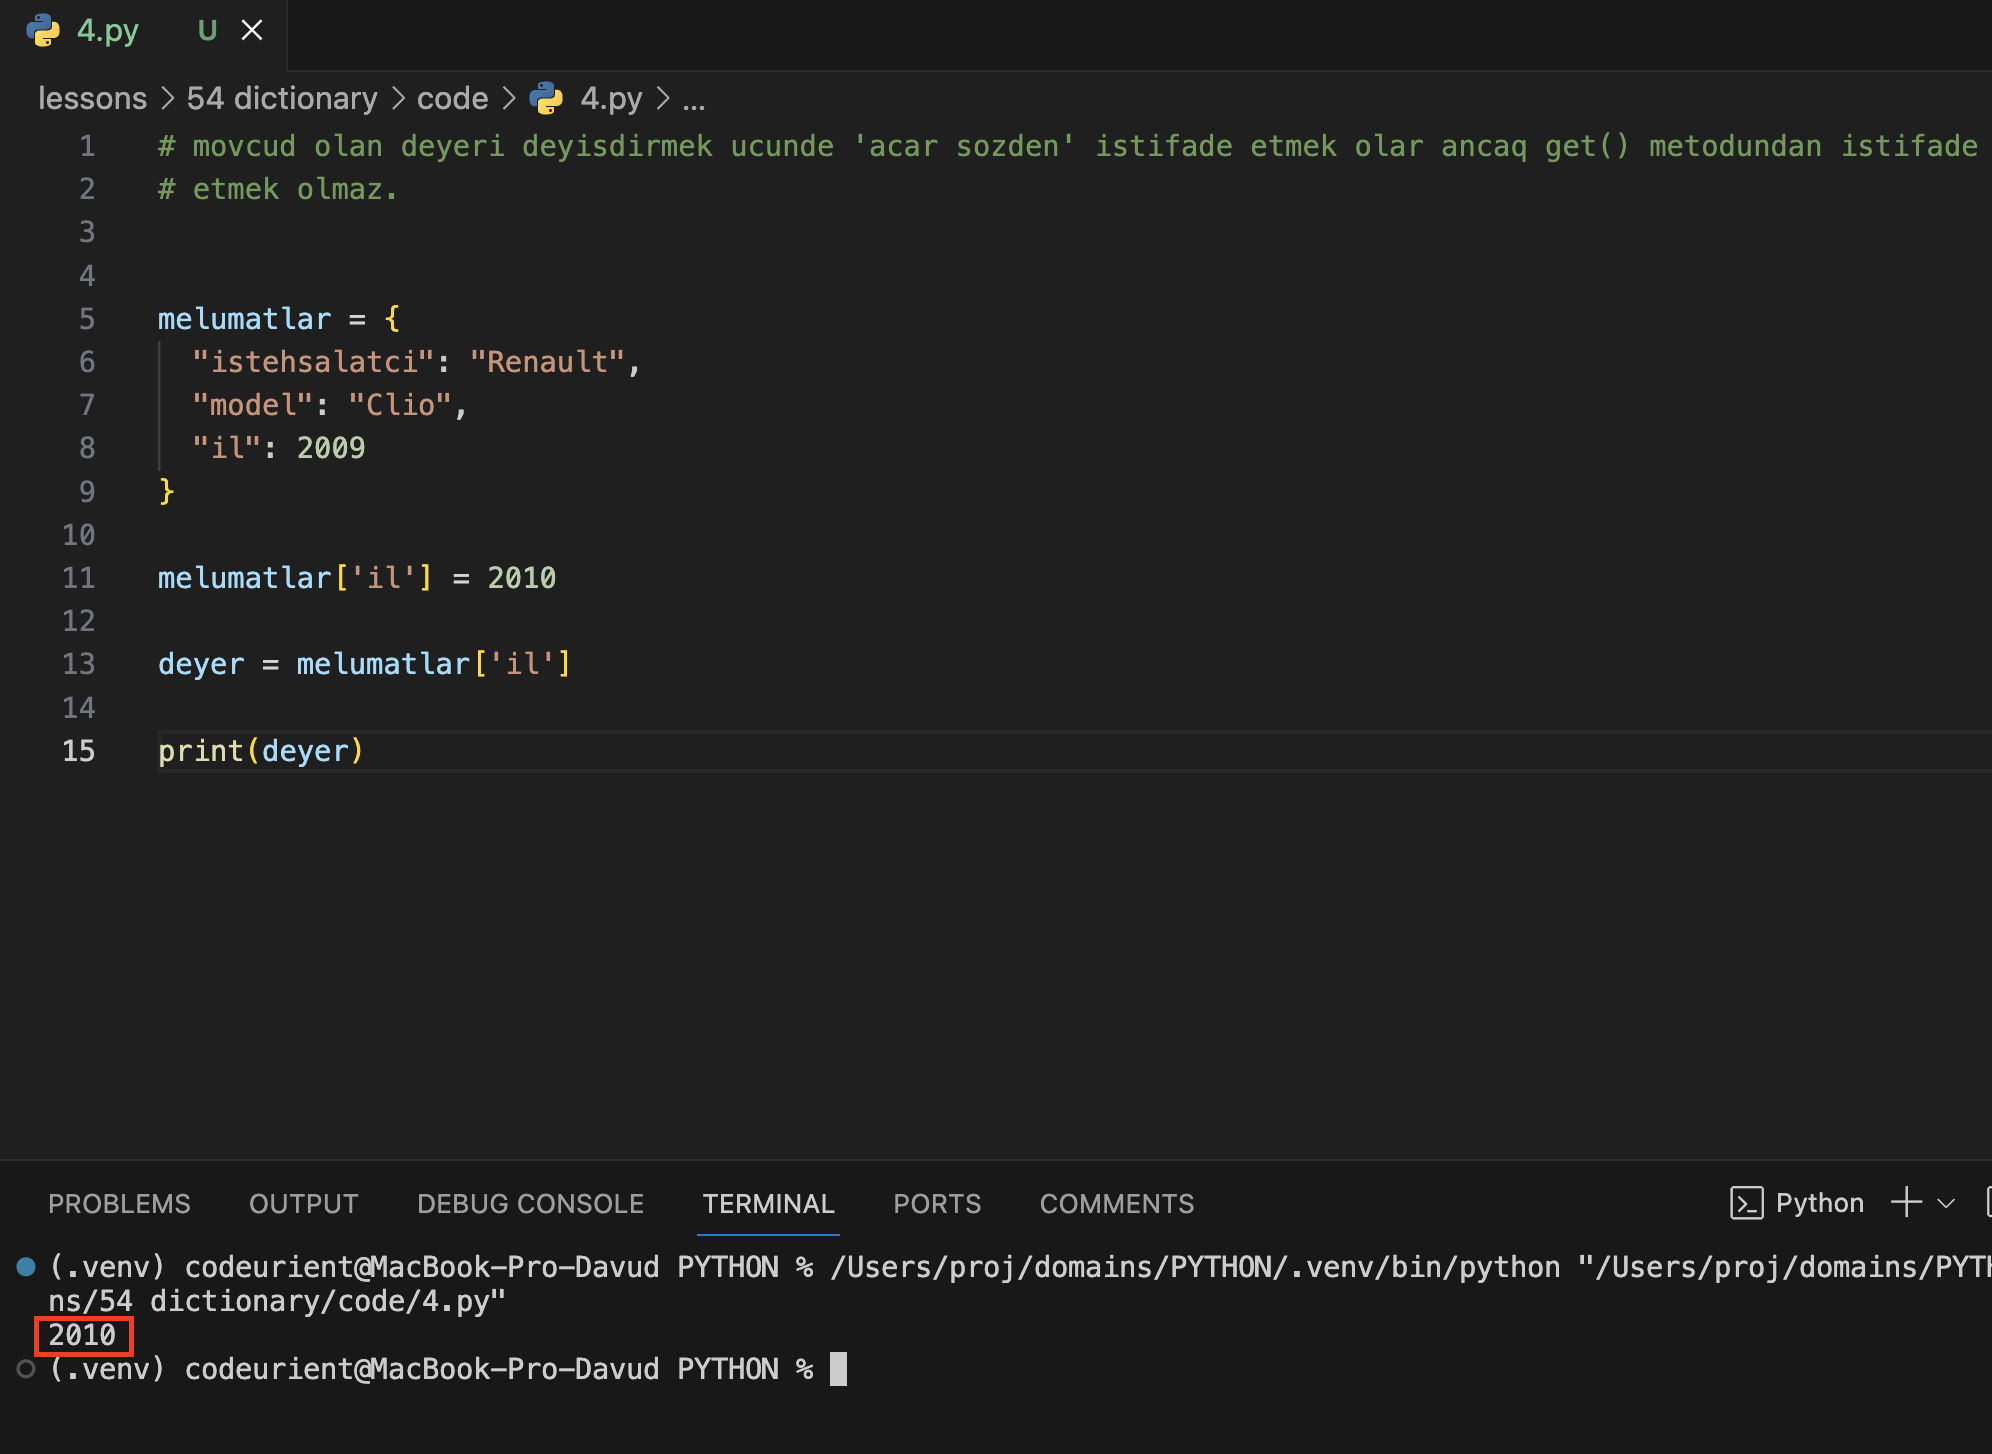 4.py U
lessons > 54 dictionary > code > 4.py > ...
1 # movcud olan deyeri deyisdirmek ucunde 'acar sozden' istifade etmek olar ancaq get() metodundan istifade
2 # etmek olmaz.
3
4
5 melumatlar = {
6 "istehsalatci": "Renault",
7 "model": "Clio",
8 "il": 2009
9 }
10
11 melumatlar['il'] = 2010
12
13 deyer = melumatlar['il']
14
15 print(deyer)
PROBLEMS OUTPUT DEBUG CONSOLE TERMINAL PORTS COMMENTS Python
(.venv) codeurient@MacBook-Pro-Davud PYTHON % /Users/proj/domains/PYTHON/.venv/bin/python "/Users/proj/domains/PYTH
ns/54 dictionary/code/4.py"
2010
(.venv) codeurient@MacBook-Pro-Davud PYTHON %